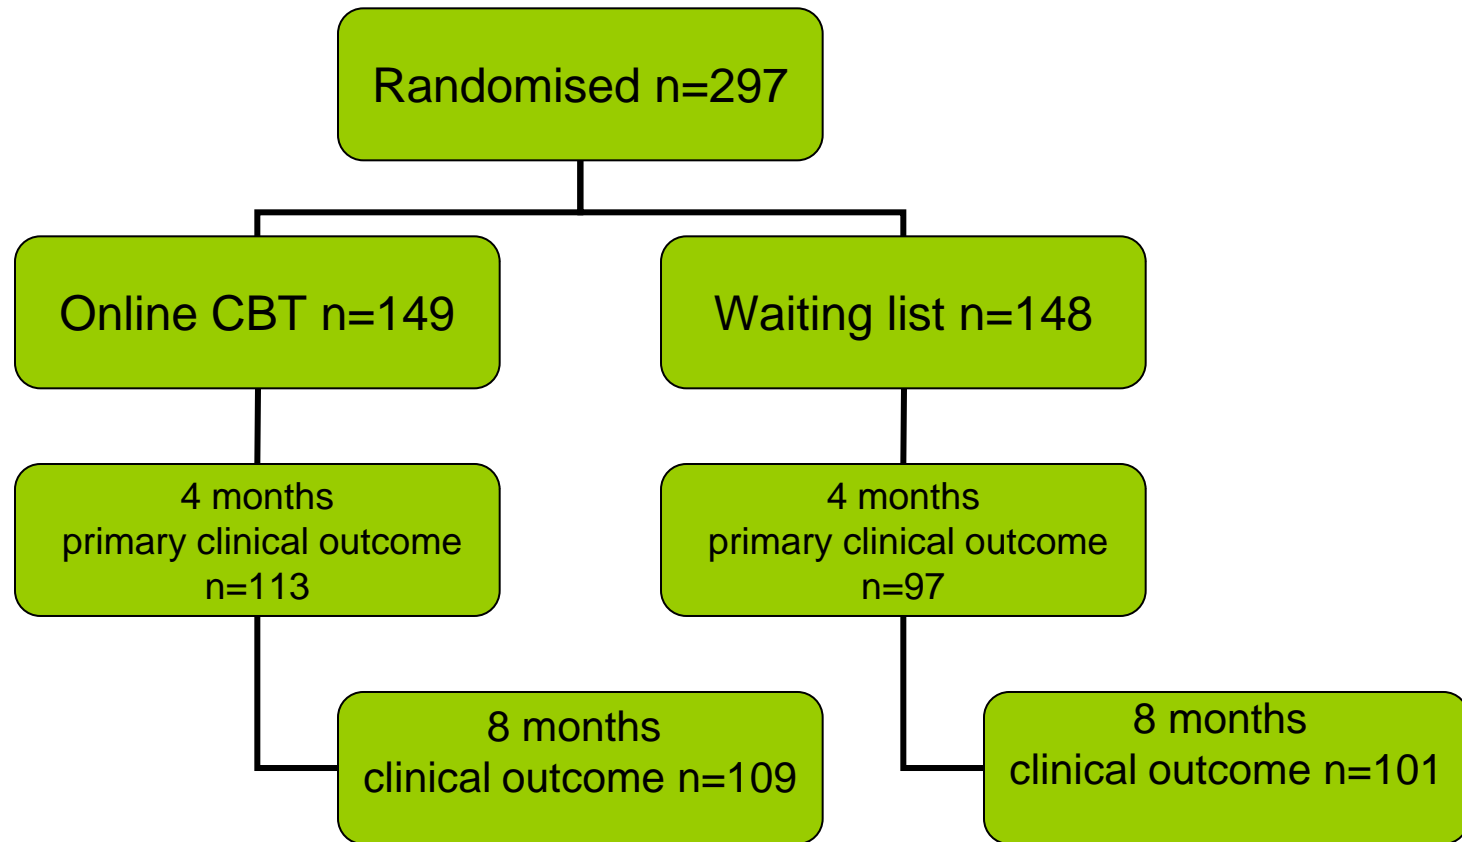 Randomised n=297
Online CBT n=149
Waiting list n=148
4 months
primary clinical outcome
n=113
4 months
primary clinical outcome
n=97
8 months
clinical outcome n=109
8 months
clinical outcome n=101